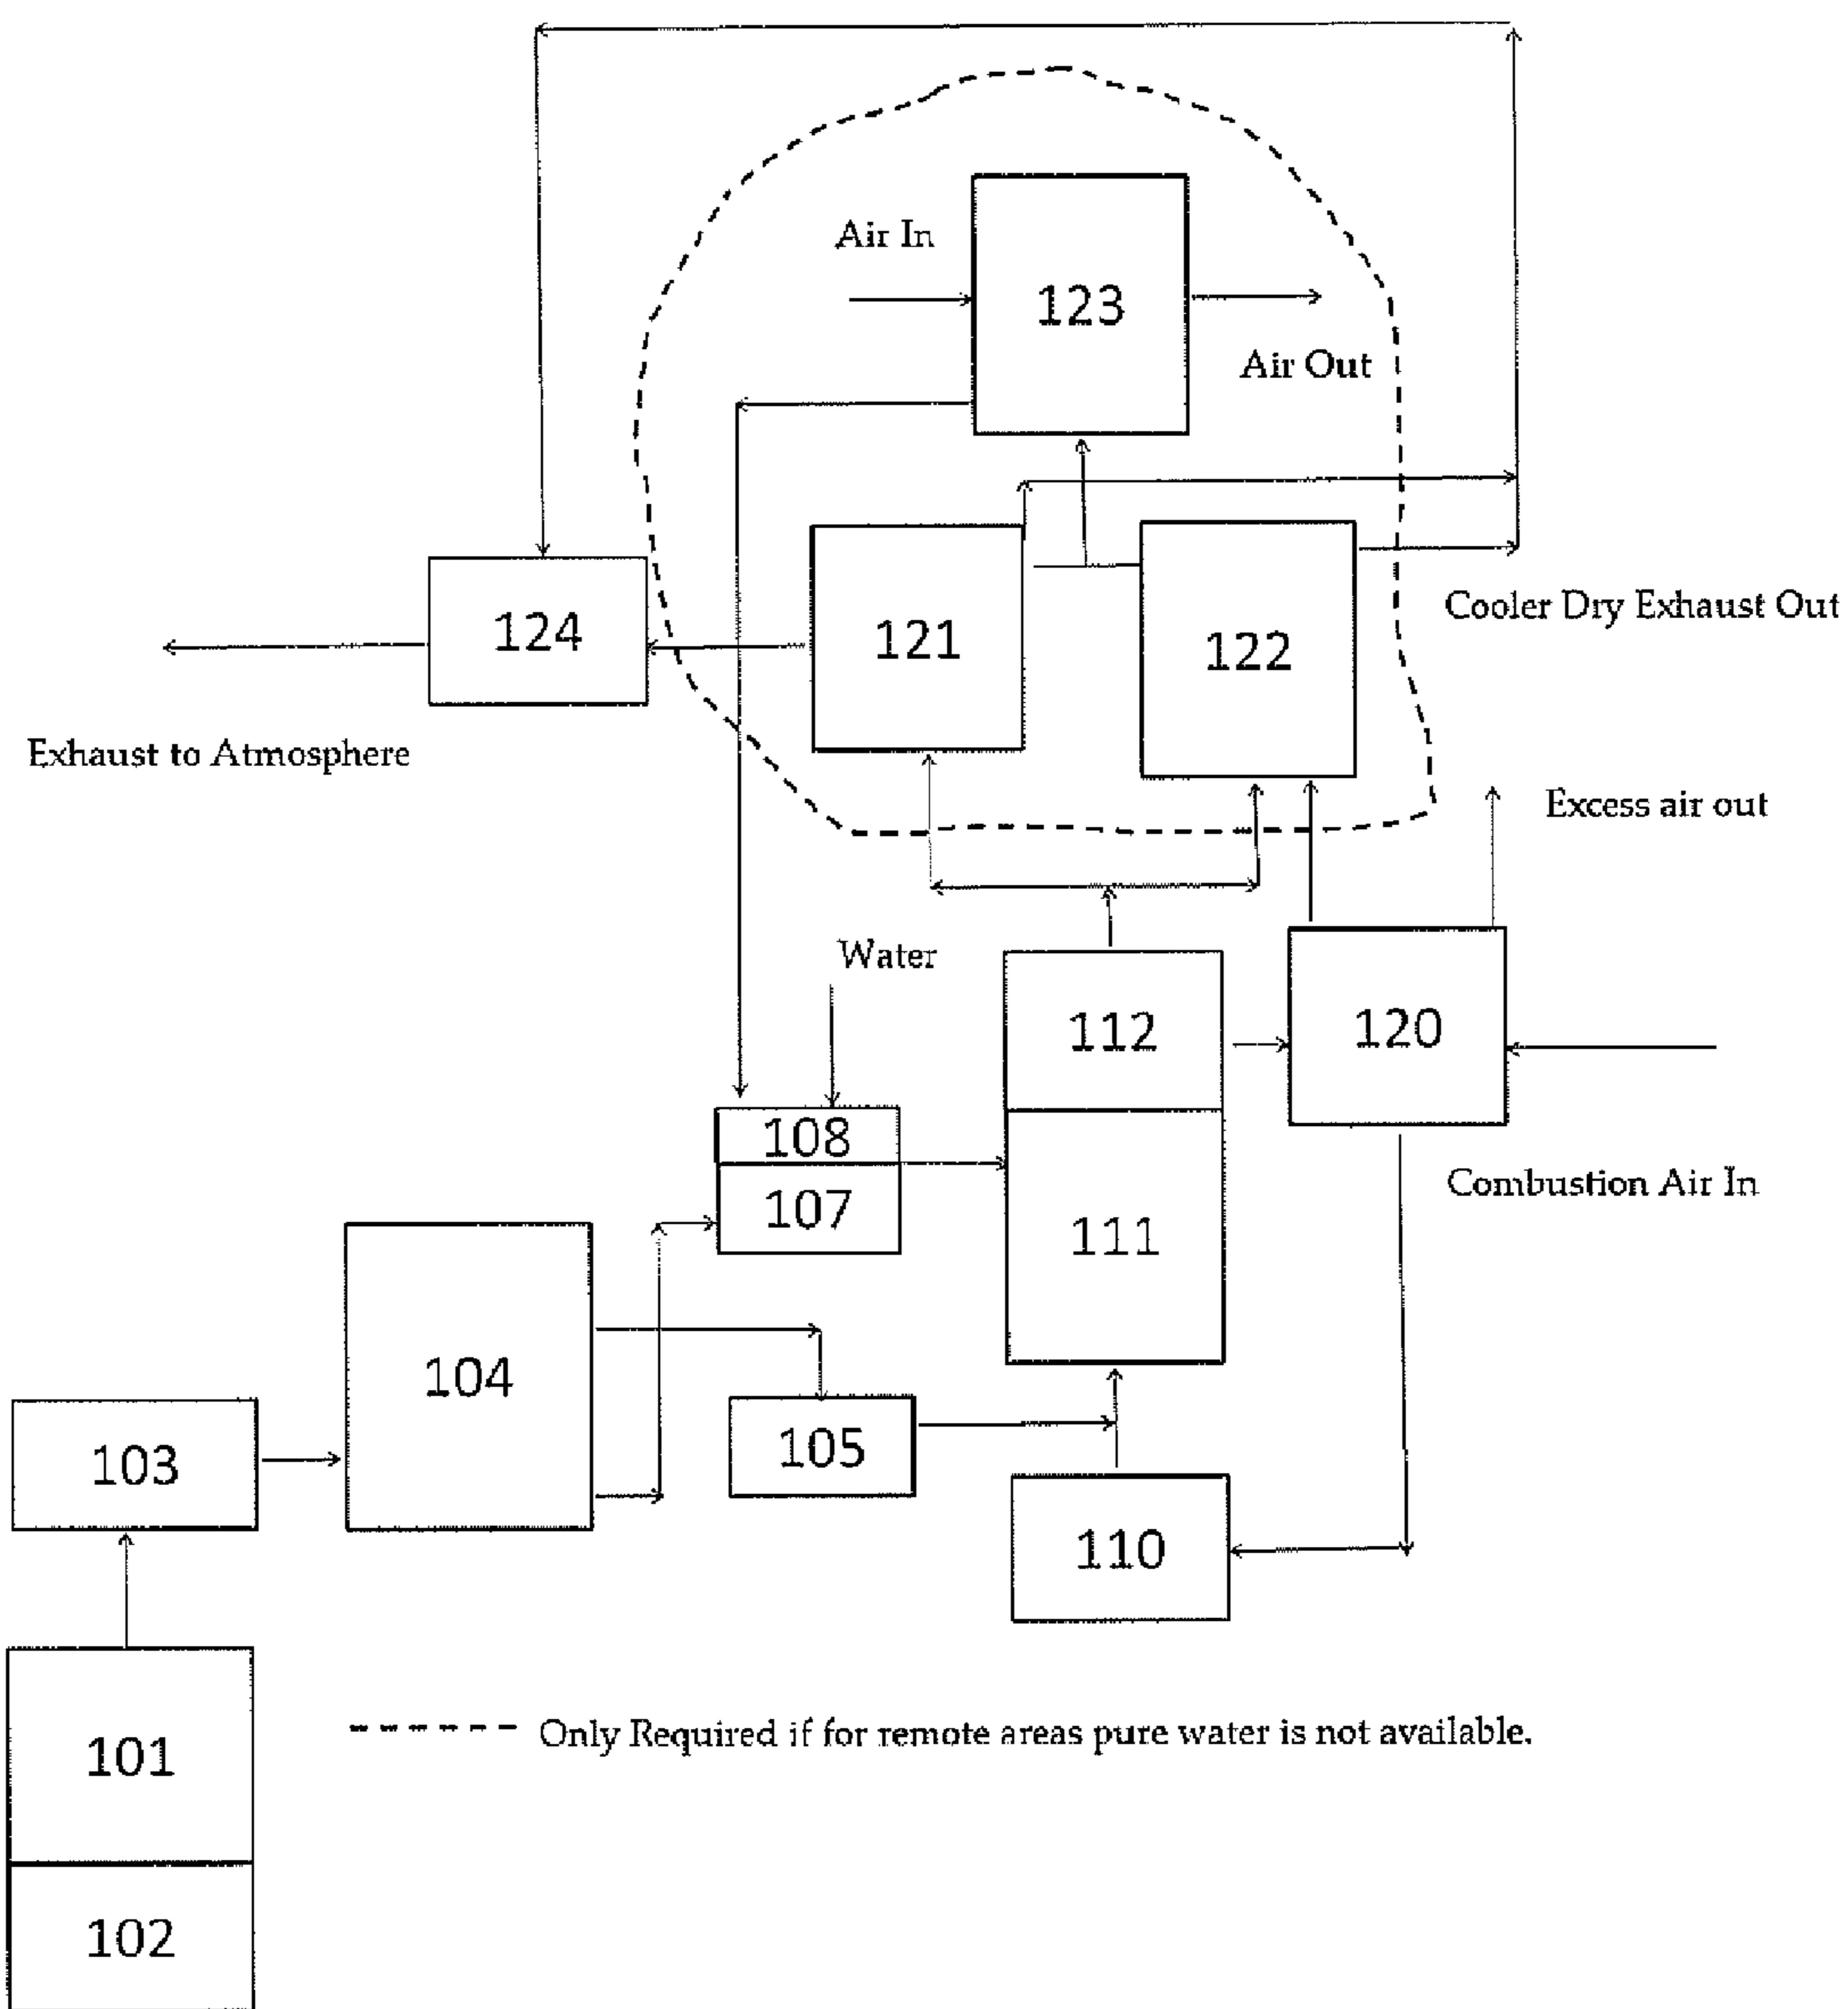 Air In
123
Air Out
124
121
122
Cooler Dry Exhaust Out
Exhaust to Atmosphere
Excess air out
Water
112
120
108
107
111
Combustion Air In
104
103
105
110
101
Only Required if for remote areas pure water is not available.
102